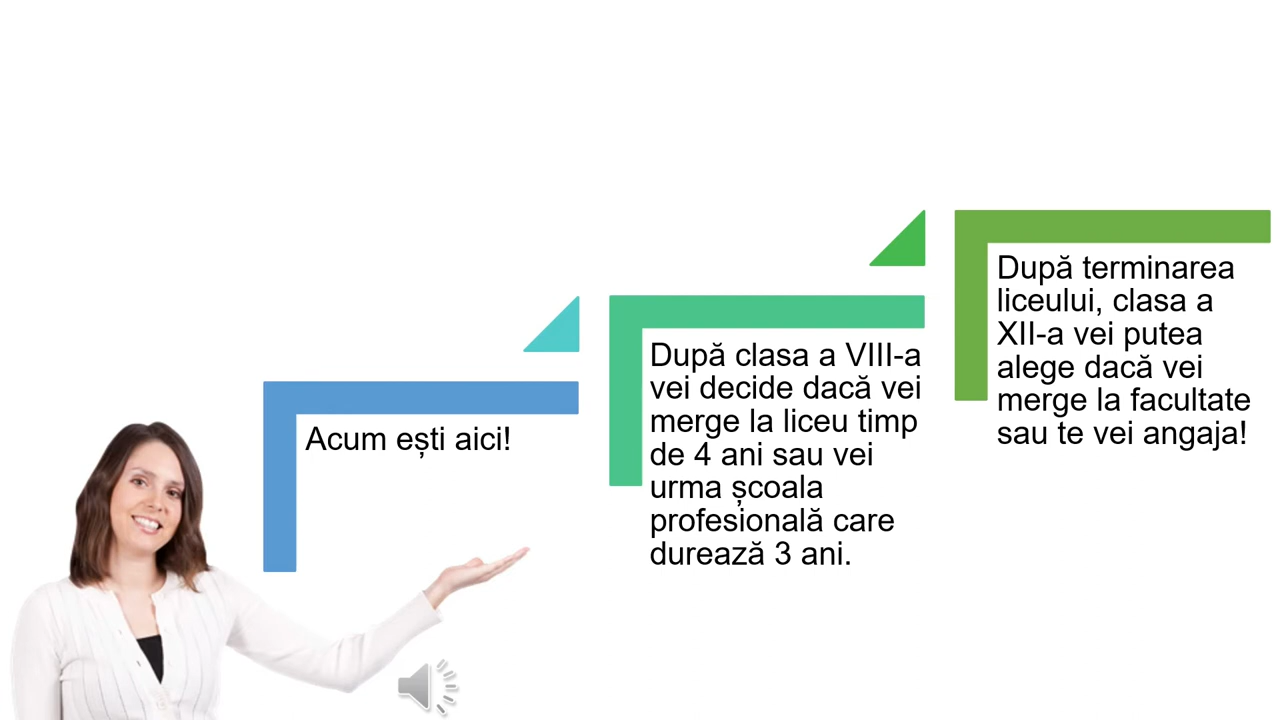 Acum ești aici!
După clasa a VIII-a
vei decide dacă vei
merge la liceu timp
de 4 ani sau vei
urma școala
profesională care
durează 3 ani.
După terminarea
liceului, clasa a
XII-a vei putea
alege dacă vei
merge la facultate
sau te vei angaja!